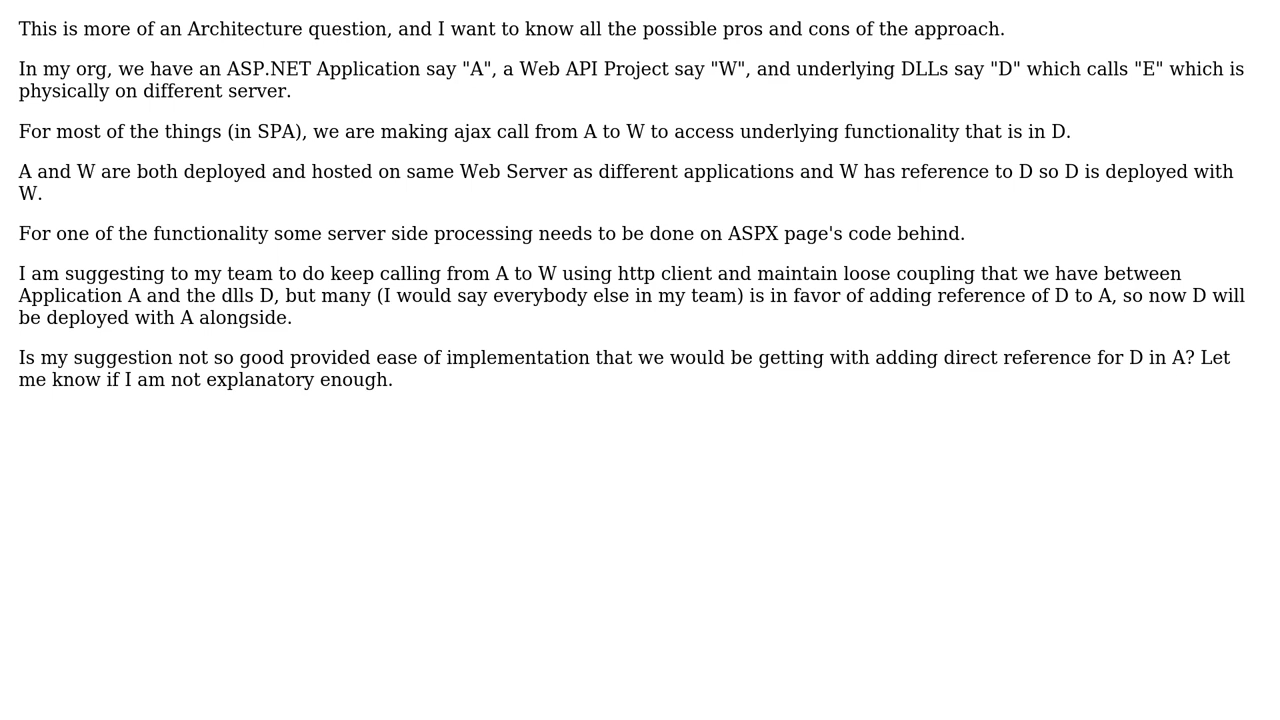 This is more of an Architecture question, and I want to know all the possible pros and cons of the approach.
In my org, we have an ASP.NET Application say "A", a Web API Project say "W", and underlying DLLs say "D" which calls "E" which is
physically on different server.
For most of the things (in SPA), we are making ajax call from A to W to access underlying functionality that is in D.
A and W are both deployed and hosted on same Web Server as different applications and W has reference to D so D is deployed with
W.
For one of the functionality some server side processing needs to be done on ASPX page's code behind.
I am suggesting to my team to do keep calling from A to W using http client and maintain loose coupling that we have between
Application A and the dlls D, but many (I would say everybody else in my team) is in favor of adding reference of D to A, so now D will
be deployed with A alongside.
Is my suggestion not so good provided ease of implementation that we would be getting with adding direct reference for D in A? Let
me know if I am not explanatory enough.